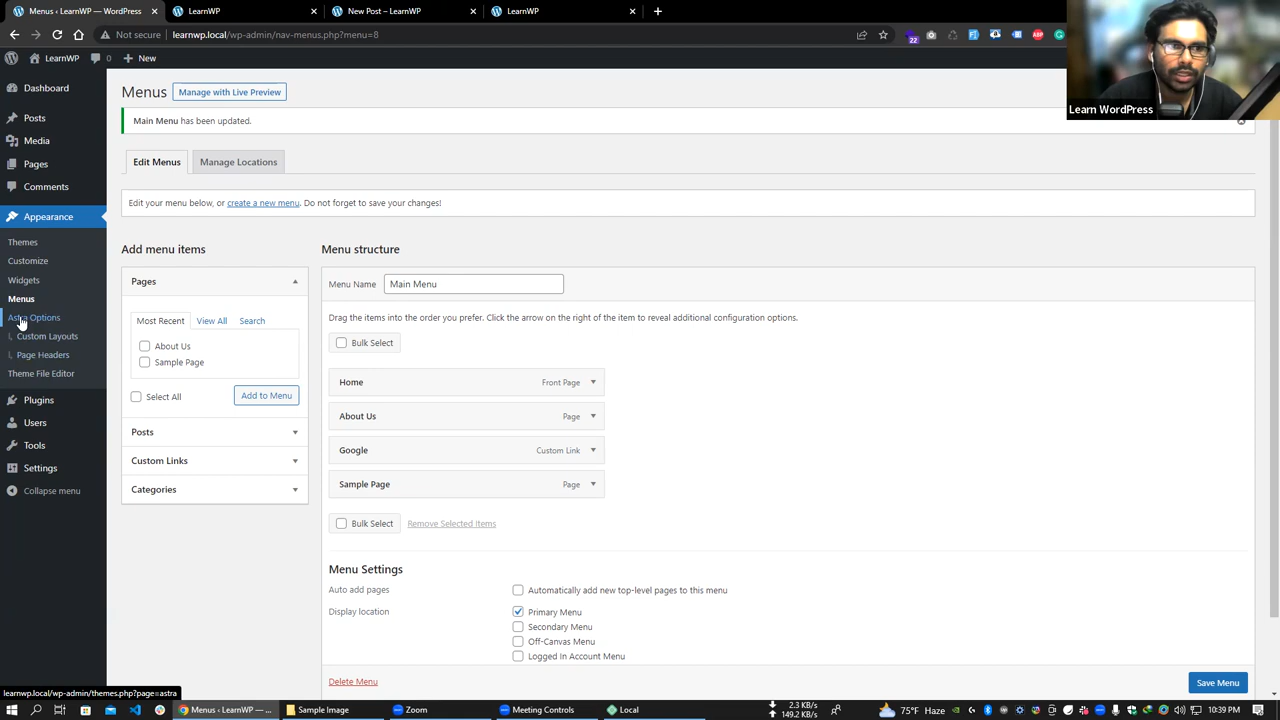 Menus ‹ LearnWP — WordPress
LearnWP
New Post – LearnWP
LearnWP
Not secure
learnwp.local/wp-admin/nav-menus.php?menu=8
22
LearnWP
0
New
Dashboard
Posts
Media
Pages
Comments
Appearance
Themes
Customize
Widgets
Menus
Astra Options
Custom Layouts
Page Headers
Theme File Editor
Plugins
Users
Tools
Settings
Collapse menu
Menus
Manage with Live Preview
Main Menu has been updated.
Edit Menus
Manage Locations
Edit your menu below, or create a new menu. Do not forget to save your changes!
Add menu items
Pages
Most Recent
View All
Search
About Us
Sample Page
Select All
Add to Menu
Posts
Custom Links
Categories
Menu structure
Menu Name
Main Menu
Drag the items into the order you prefer. Click the arrow on the right of the item to reveal additional configuration options.
Bulk Select
Home Front Page
About Us Page
Google Custom Link
Sample Page Page
Bulk Select
Remove Selected Items
Menu Settings
Auto add pages
Automatically add new top-level pages to this menu
Display location
Primary Menu
Secondary Menu
Off-Canvas Menu
Logged In Account Menu
Delete Menu
Save Menu
Learn WordPress
learnwp.local/wp-admin/themes.php?page=astra
Menus ‹ LearnWP — ...
Sample Image
Zoom
Meeting Controls
Local
2.3 KB/s
149.2 KB/s
75°F Haze
10:39 PM